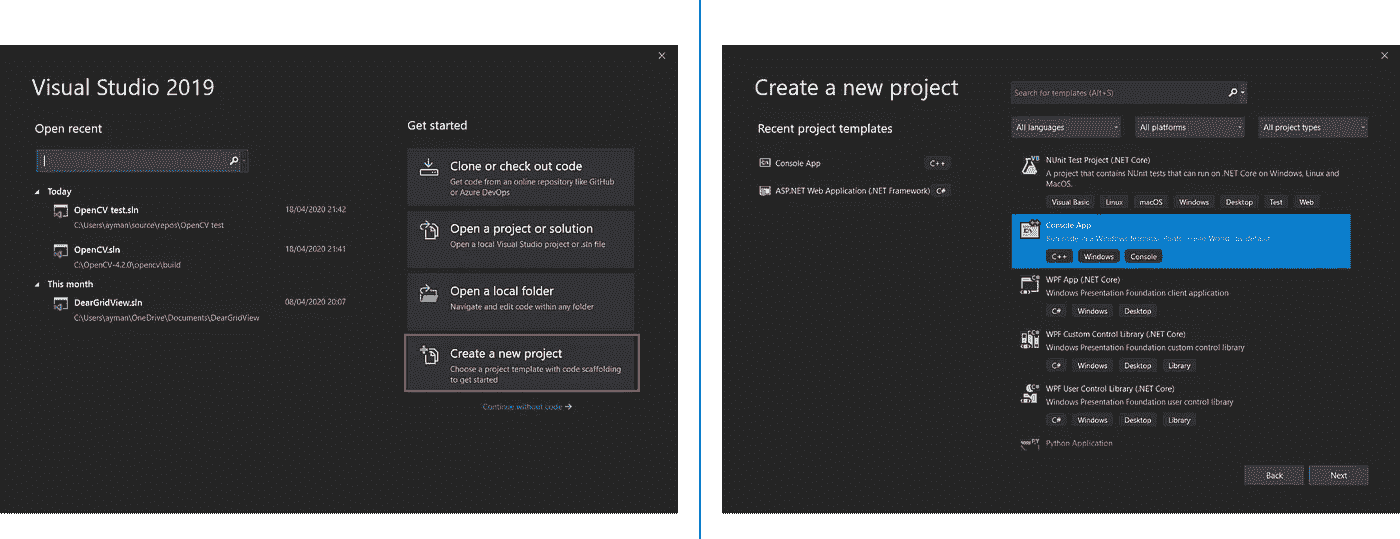 Visual Studio 2019
Open recent
Today
OpenCV test.sln
18/04/2020 21:42
C:\Users\ayman\source\repos\OpenCV test
OpenCV.sln
18/04/2020 21:41
C:\OpenCV-4.2.0\opencv\build
This month
DearGridView.sln
08/04/2020 20:07
C:\Users\ayman\OneDrive\Documents\DearGridView
Get started
Clone or check out code
Get code from an online repository like GitHub
or Azure DevOps
Open a project or solution
Open a local Visual Studio project or .sln file
Open a local folder
Navigate and edit code within any folder
Create a new project
Choose a project template with code scaffolding
to get started
Continue without code →
Create a new project
Recent project templates
Console App
C++
ASP.NET Web Application (.NET Framework)
C#
Search for templates (Alt+S)
All languages
All platforms
All project types
NUnit Test Project (.NET Core)
A project that contains NUnit tests that can run on .NET Core on Windows, Linux and
MacOS.
Visual Basic Linux macOS Windows Desktop Test Web
Console App
Run code in a Windows terminal. Prints "Hello World" by default.
C++ Windows Console
WPF App (.NET Core)
Windows Presentation Foundation client application
C# Windows Desktop
WPF Custom Control Library (.NET Core)
Windows Presentation Foundation custom control library
C# Windows Desktop Library
WPF User Control Library (.NET Core)
Windows Presentation Foundation user control library
C# Windows Desktop Library
Python Application
Back
Next